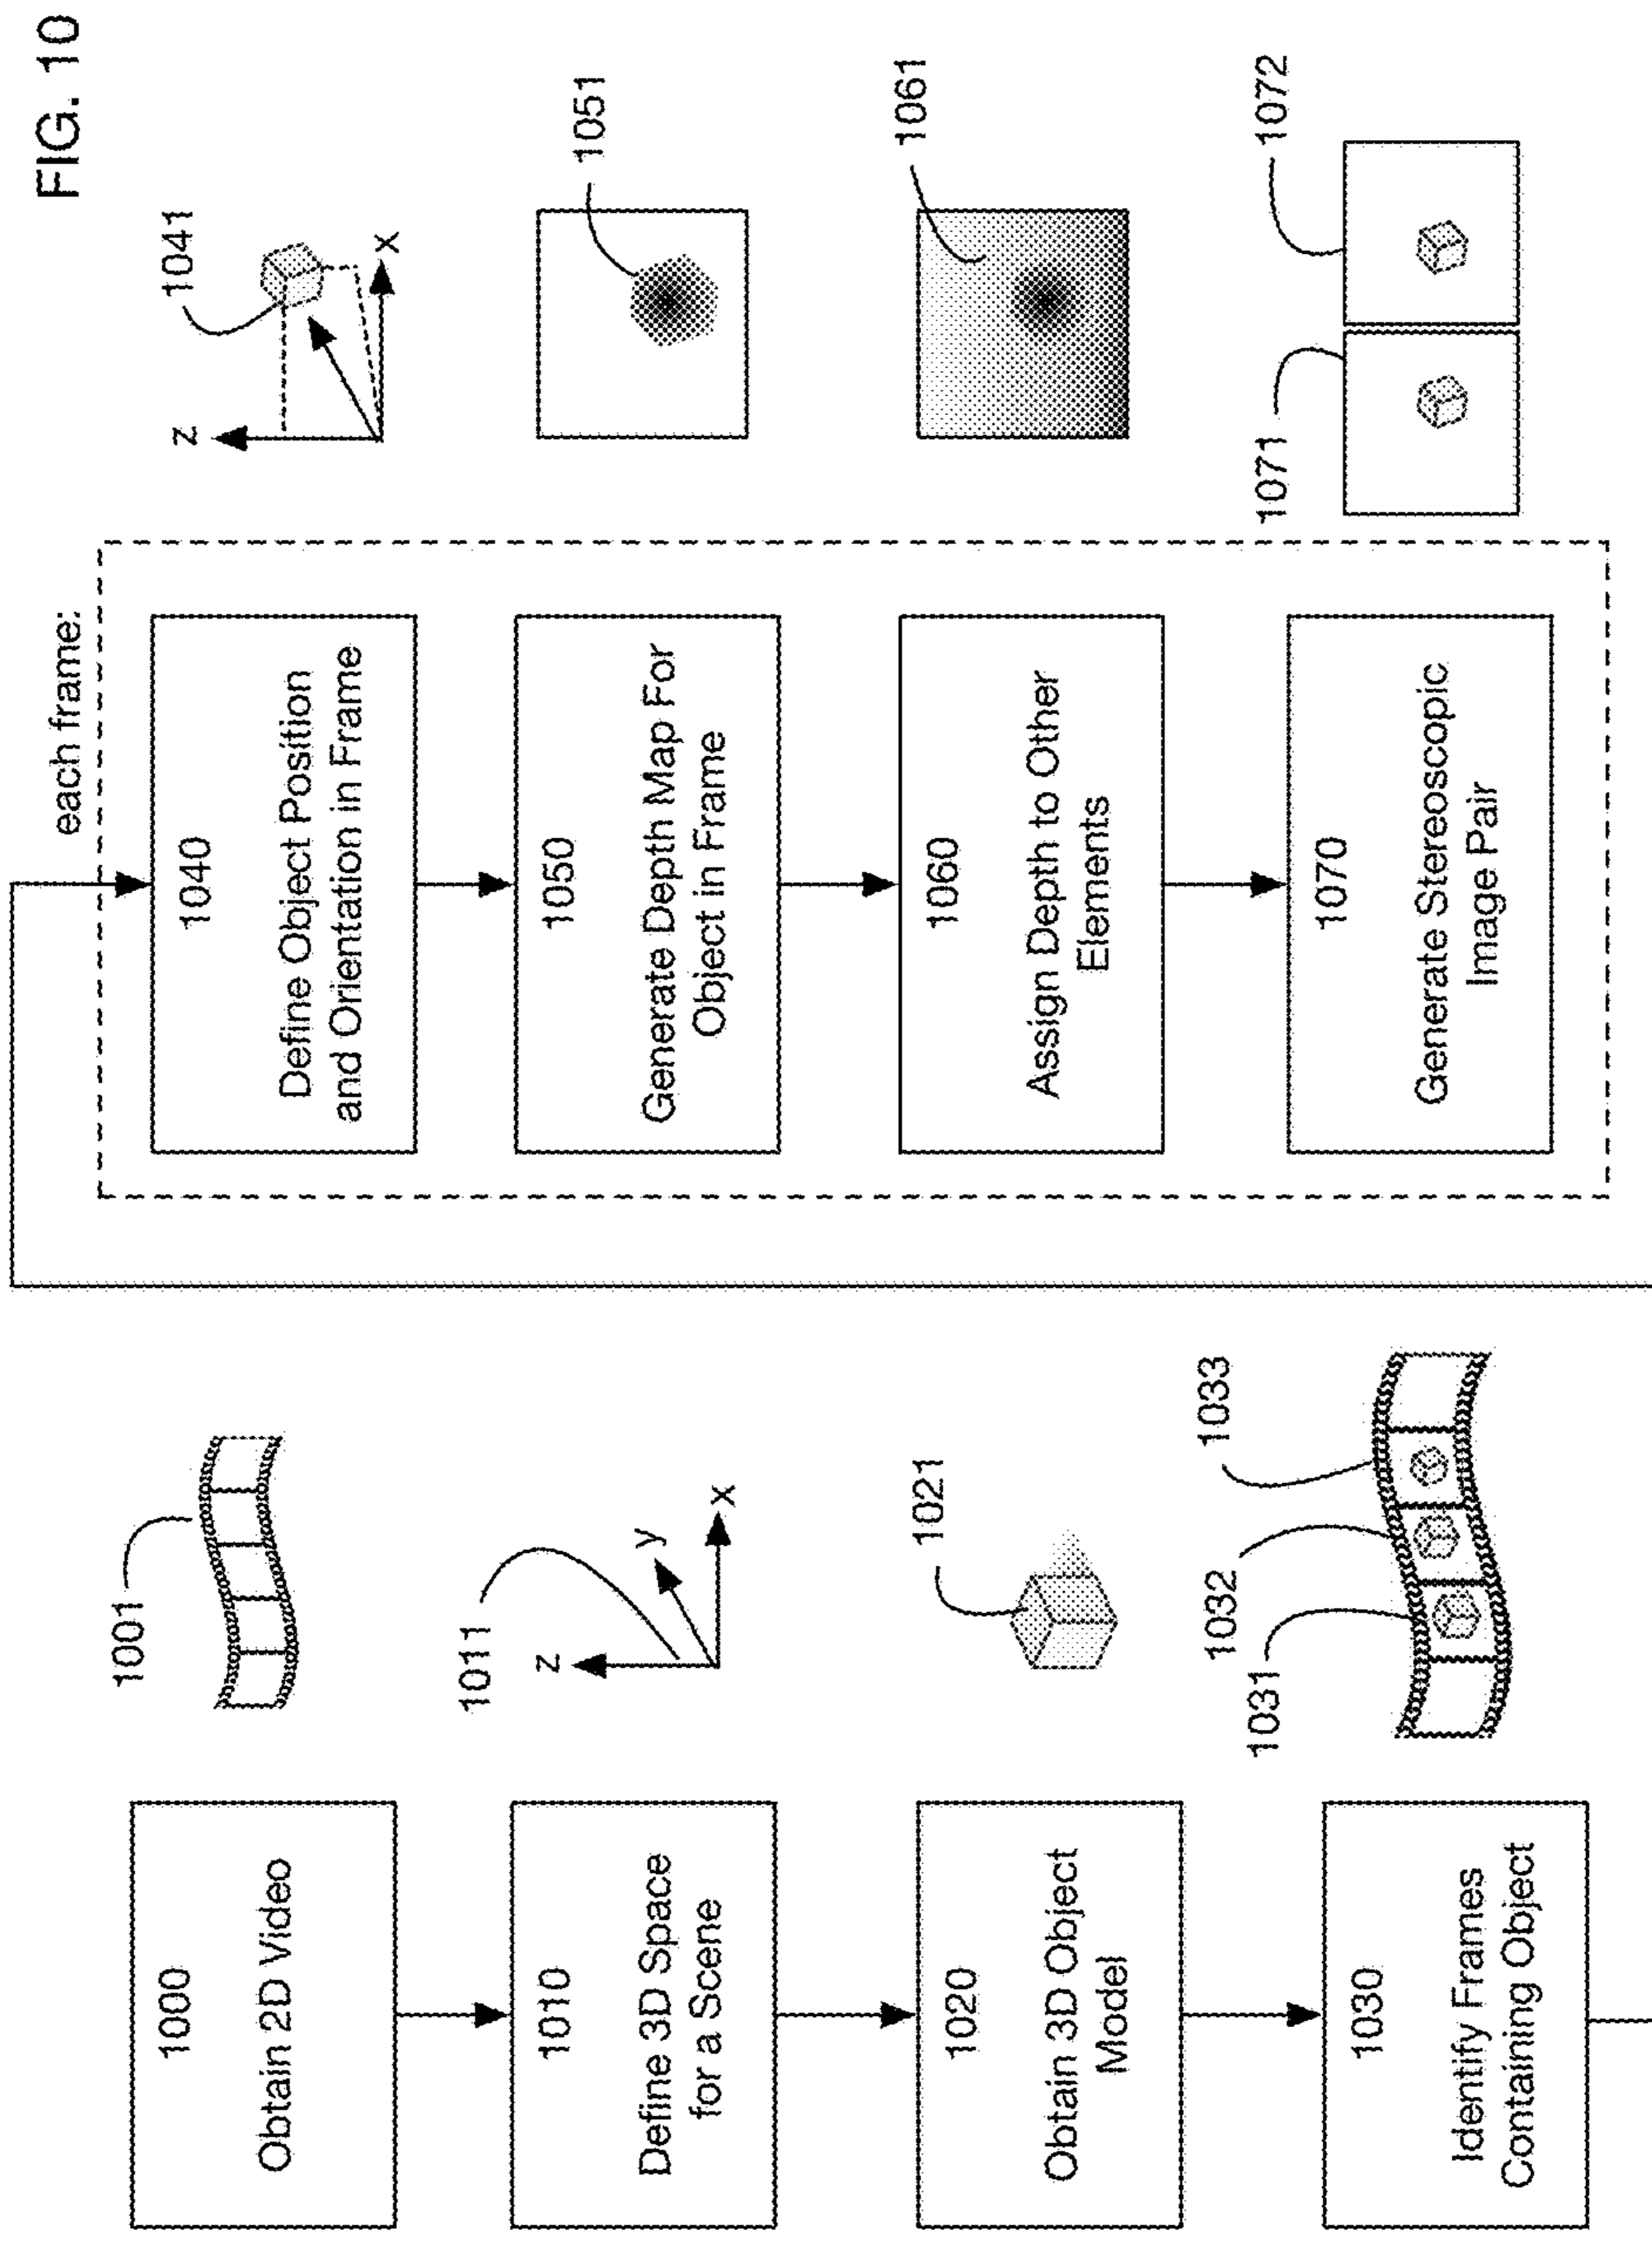 FIG. 10
1000
Obtain 2D Video
1001
1010
Define 3D Space
for a Scene
1011
z
y
x
1020
Obtain 3D Object
Model
1021
1030
Identify Frames
Containing Object
1031
1032
1033
each frame:
1040
Define Object Position
and Orientation in Frame
1041
z
x
1050
Generate Depth Map For
Object in Frame
1051
1060
Assign Depth to Other
Elements
1061
1070
Generate Stereoscopic
Image Pair
1071
1072